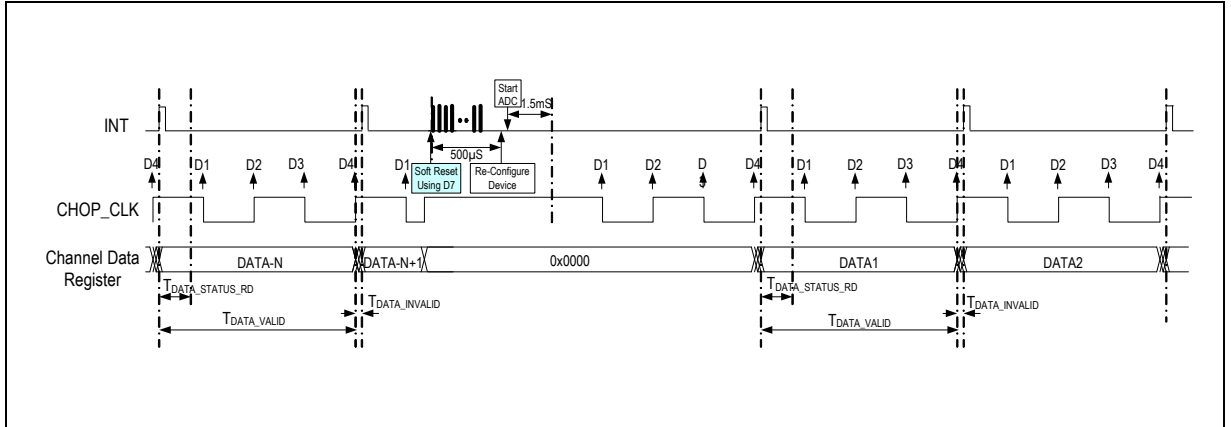 Start
ADC
1.5mS
INT
500µS
D4 D1 D2 D3 D4 D1 Soft Reset Using D7 Re-Configure Device D1 D2 D D4 D1 D2 D3 D4 D1 D2 D3 D4
CHOP_CLK
Channel Data
Register
DATA-N DATA-N+1 0x0000 DATA1 DATA2
TDATA_STATUS_RD TDATA_INVALID TDATA_STATUS_RD TDATA_INVALID
TDATA_VALID TDATA_VALID